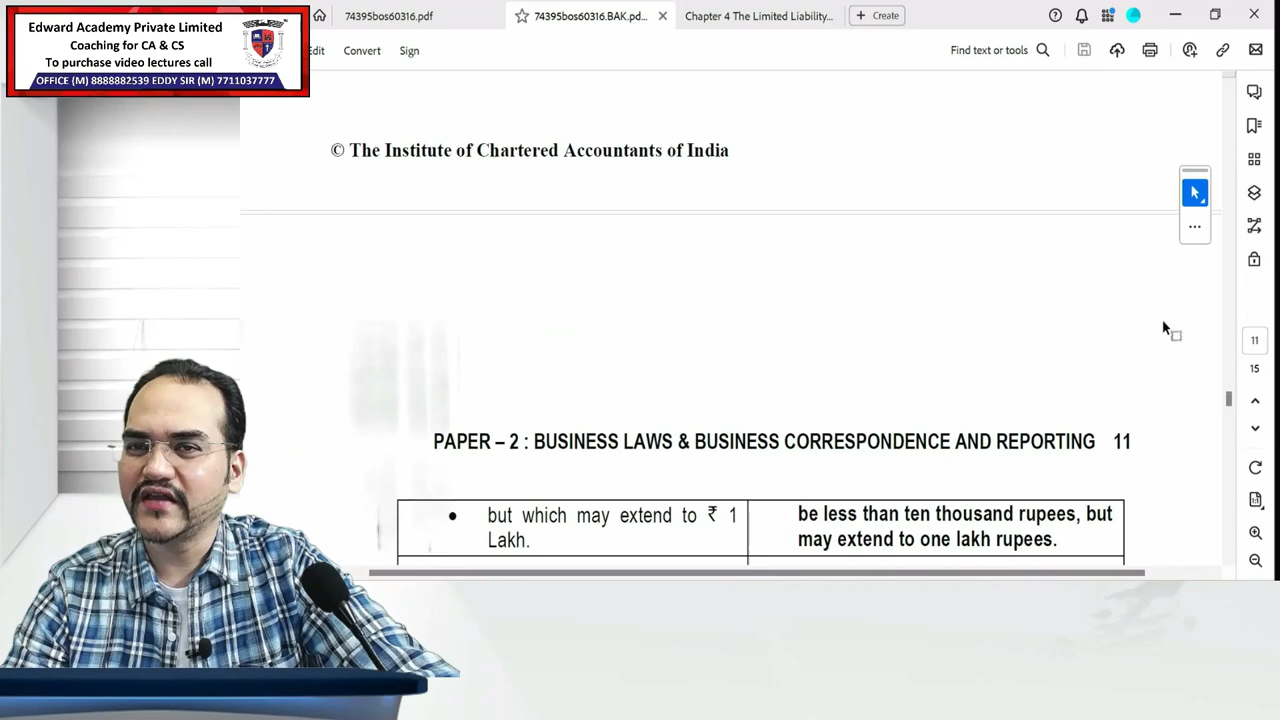 Edward Academy Private Limited
Coaching for CA & CS
To purchase video lectures call
OFFICE (M) 8888882539 EDDY SIR (M) 7711037777
74395bos60316.pdf
74395bos60316.BAK.pd...
Chapter 4 The Limited Liability...
Create
Edit Convert Sign
Find text or tools
© The Institute of Chartered Accountants of India
11
15
PAPER – 2 : BUSINESS LAWS & BUSINESS CORRESPONDENCE AND REPORTING 11
• but which may extend to ₹ 1
Lakh.
be less than ten thousand rupees, but
may extend to one lakh rupees.